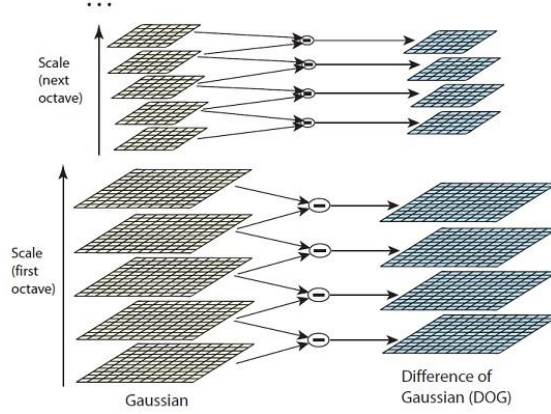 ...
Scale
(next
octave)
Scale
(first
octave)
Gaussian
Difference of
Gaussian (DOG)